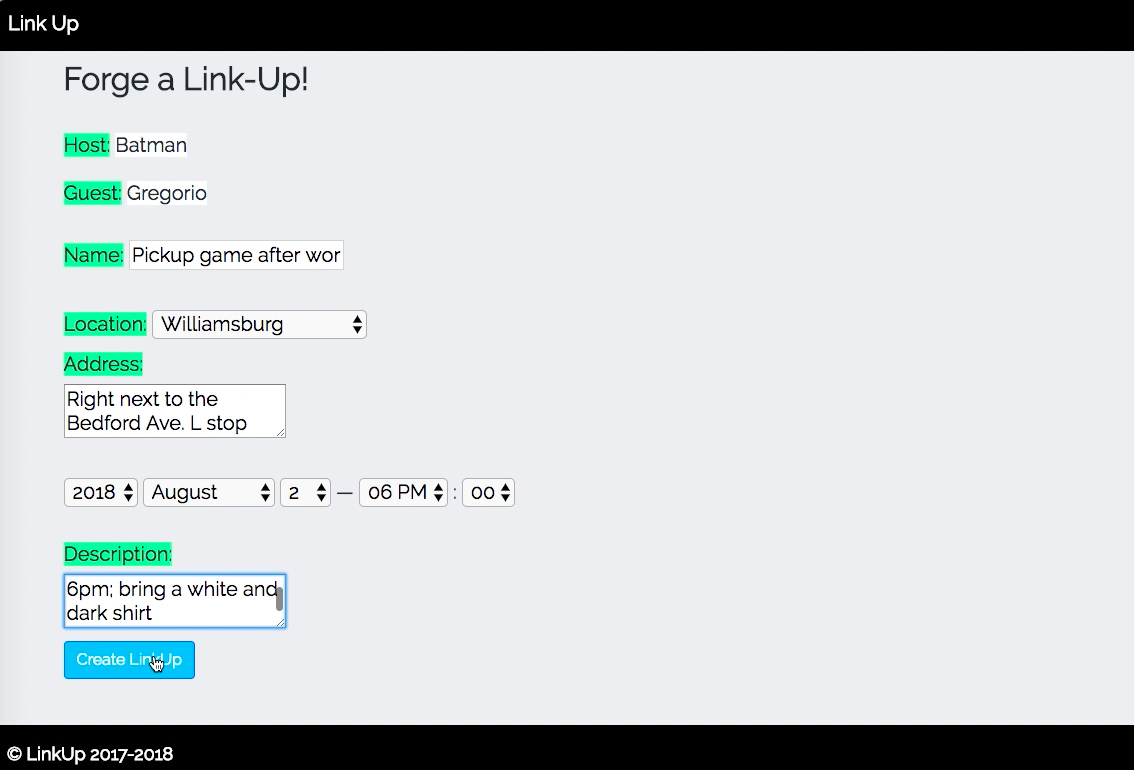 Link Up
Forge a Link-Up!
Host: Batman
Guest: Gregorio
Name: Pickup game after wor
Location: Williamsburg
Address:
Right next to the
Bedford Ave. L stop
2018 August 2 — 06 PM : 00
Description:
6pm; bring a white and
dark shirt
Create LinkUp
© LinkUp 2017-2018